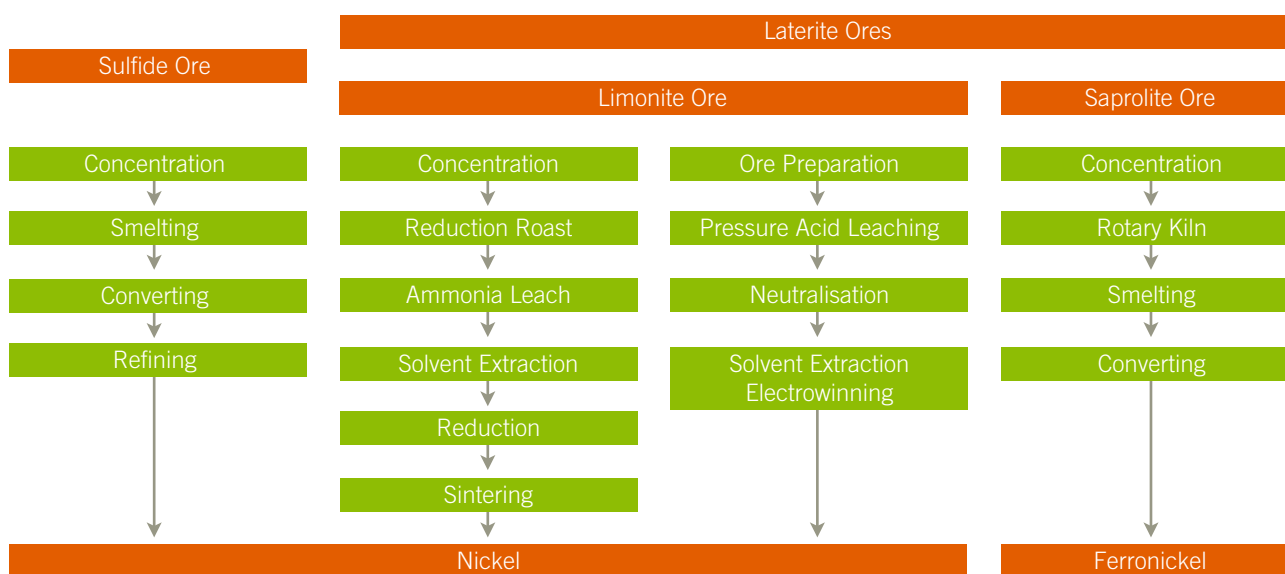 Laterite Ores
Sulfide Ore
Limonite Ore
Saprolite Ore
Concentration
Smelting
Converting
Refining
Concentration
Reduction Roast
Ammonia Leach
Solvent Extraction
Reduction
Sintering
Ore Preparation
Pressure Acid Leaching
Neutralisation
Solvent Extraction
Electrowinning
Concentration
Rotary Kiln
Smelting
Converting
Nickel
Ferronickel